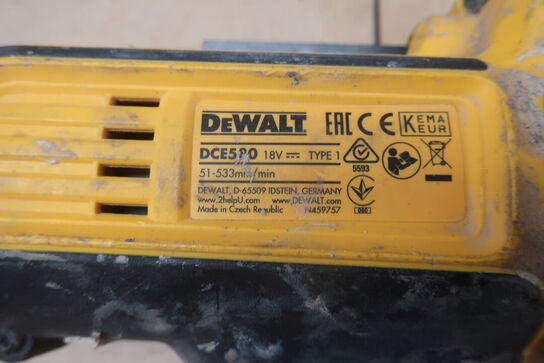 DEWALT EAC CE KEMA KEUR
DCE580 18V TYPE 1
5593
51-533mm/min
DEWALT, D-65509 IDSTEIN, GERMANY
www.2helpU.com www.DEWALT.com
Made in Czech Republic N459757